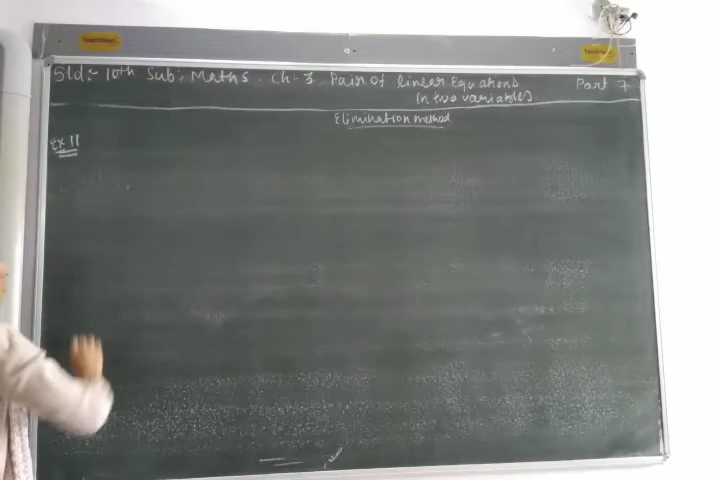 Std:- 10th Sub: Maths. Ch-3 Pair of linear Equations Part 7
in two variables
Elimination method
Ex 11